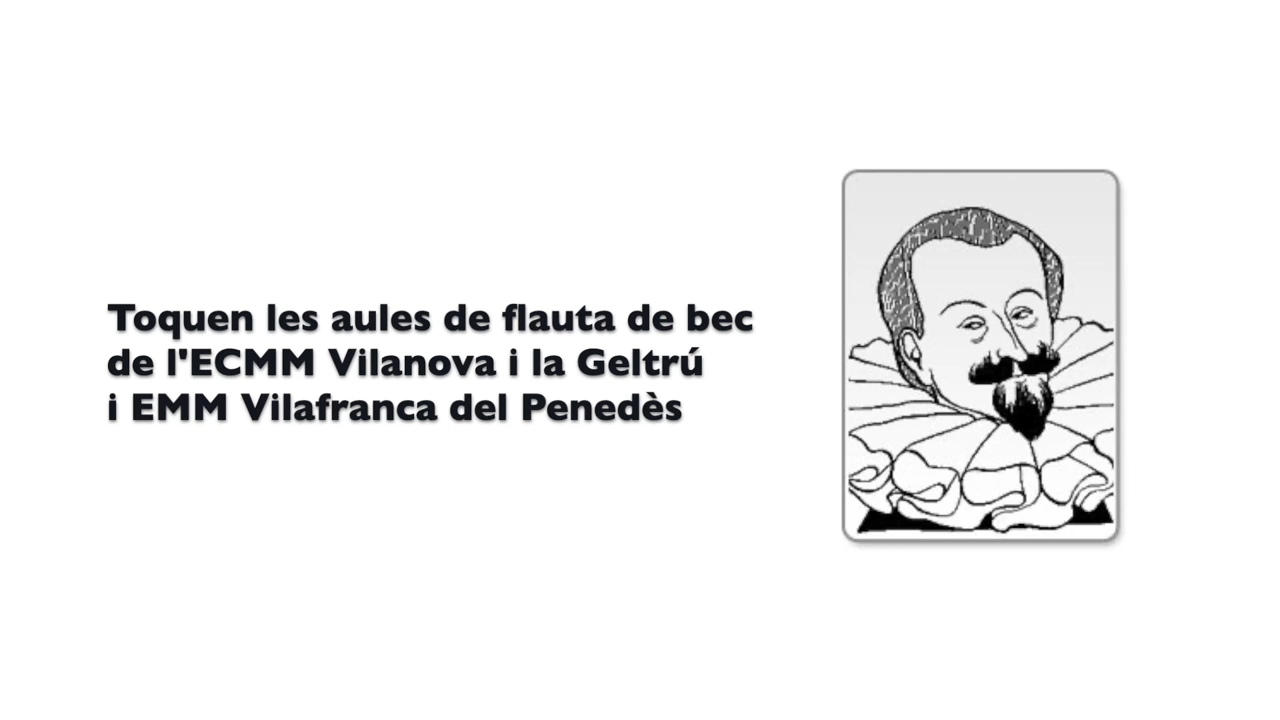 Toquen les aules de flauta de bec
de l'ECMM Vilanova i la Geltrú
i EMM Vilafranca del Penedès